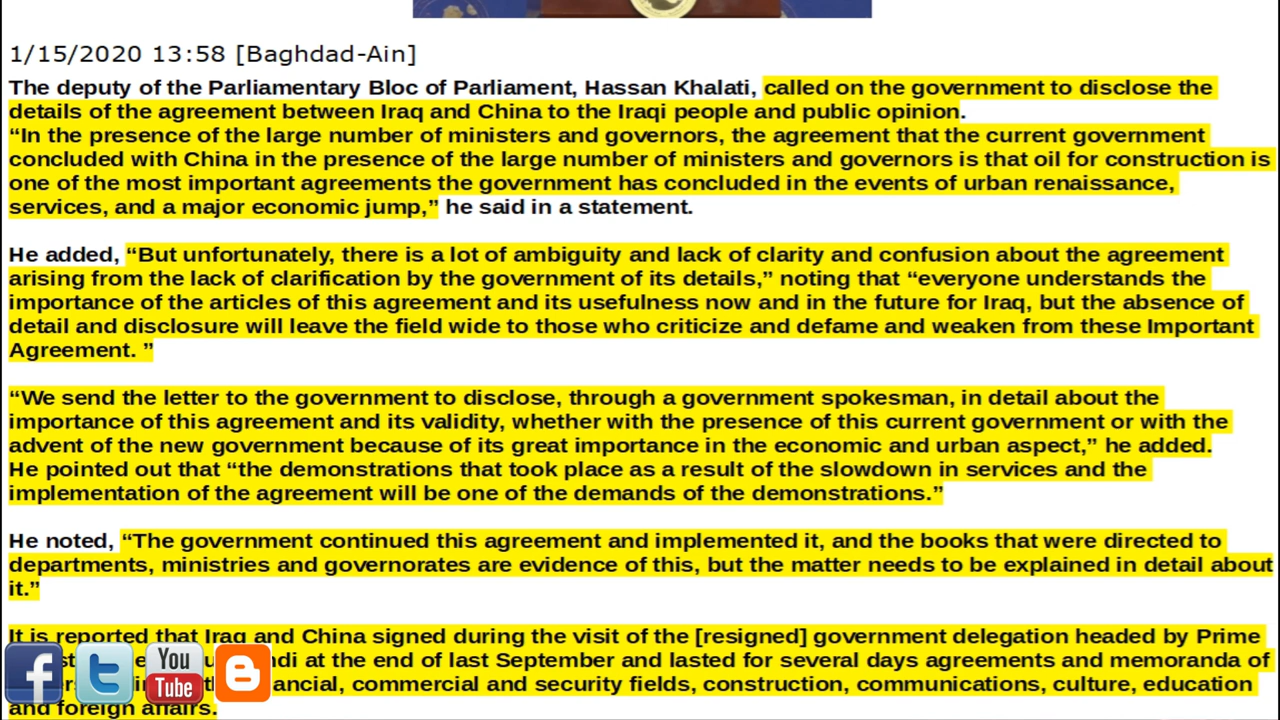 1/15/2020 13:58 [Baghdad-Ain]
The deputy of the Parliamentary Bloc of Parliament, Hassan Khalati, called on the government to disclose the
details of the agreement between Iraq and China to the Iraqi people and public opinion.
“In the presence of the large number of ministers and governors, the agreement that the current government
concluded with China in the presence of the large number of ministers and governors is that oil for construction is
one of the most important agreements the government has concluded in the events of urban renaissance,
services, and a major economic jump,” he said in a statement.
He added, “But unfortunately, there is a lot of ambiguity and lack of clarity and confusion about the agreement
arising from the lack of clarification by the government of its details,” noting that “everyone understands the
importance of the articles of this agreement and its usefulness now and in the future for Iraq, but the absence of
detail and disclosure will leave the field wide to those who criticize and defame and weaken from these Important
Agreement. ”
“We send the letter to the government to disclose, through a government spokesman, in detail about the
importance of this agreement and its validity, whether with the presence of this current government or with the
advent of the new government because of its great importance in the economic and urban aspect,” he added.
He pointed out that “the demonstrations that took place as a result of the slowdown in services and the
implementation of the agreement will be one of the demands of the demonstrations.”
He noted, “The government continued this agreement and implemented it, and the books that were directed to
departments, ministries and governorates are evidence of this, but the matter needs to be explained in detail about
it.”
It is reported that Iraq and China signed during the visit of the [resigned] government delegation headed by Prime
at the end of last September and lasted for several days agreements and memoranda of
commercial and security fields, construction, communications, culture, education
and foreign affairs.
You
Tube